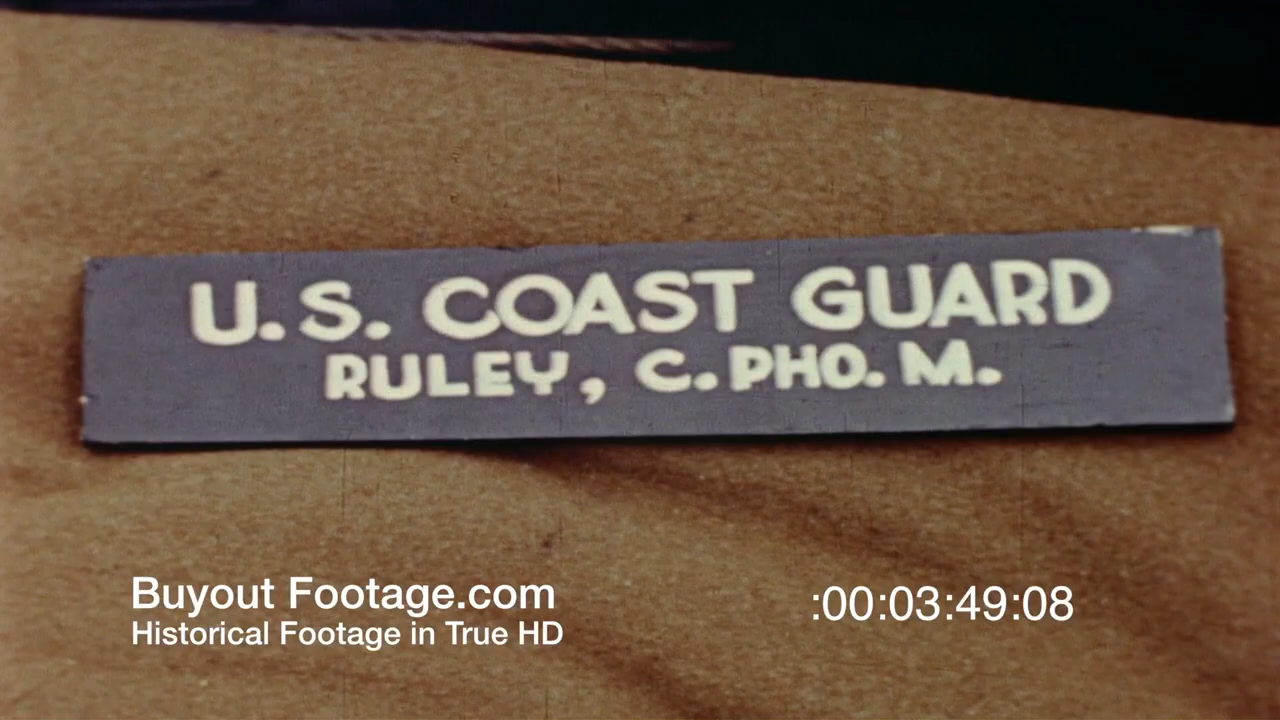 U.S. COAST GUARD
RULEY, C.PHO.M.
Buyout Footage.com
Historical Footage in True HD
:00:03:49:08